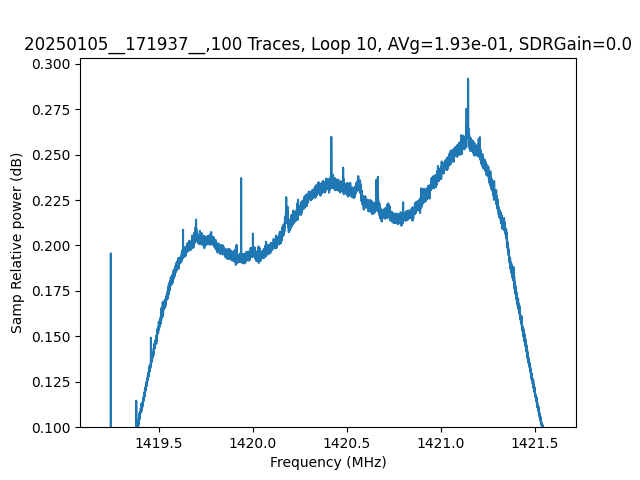 20250105__171937__,100 Traces, Loop 10, AVg=1.93e-01, SDRGain=0.0
0.300
0.275
0.250
0.225
0.200
0.175
0.150
0.125
0.100
Samp Relative power (dB)
1419.5 1420.0 1420.5 1421.0 1421.5
Frequency (MHz)